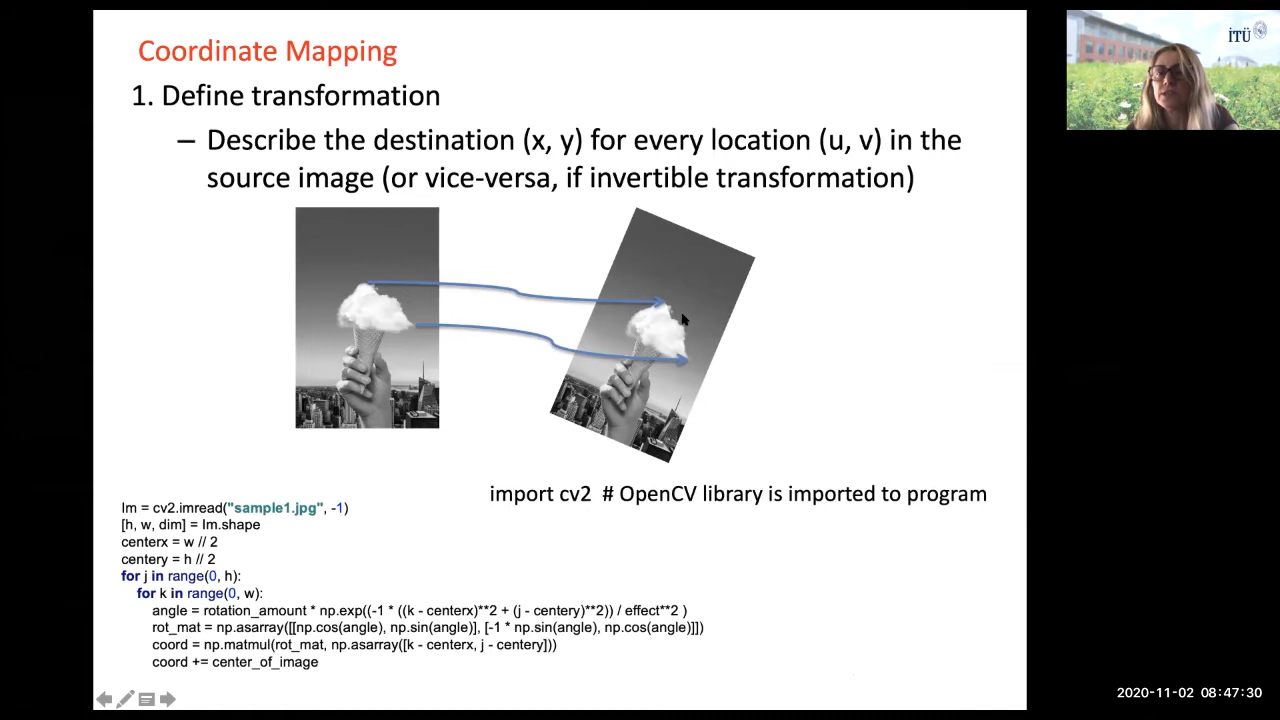 Coordinate Mapping
1. Define transformation
– Describe the destination (x, y) for every location (u, v) in the
source image (or vice-versa, if invertible transformation)
import cv2 # OpenCV library is imported to program
Im = cv2.imread("sample1.jpg", -1)
[h, w, dim] = Im.shape
centerx = w // 2
centery = h // 2
for j in range(0, h):
for k in range(0, w):
angle = rotation_amount * np.exp((-1 * ((k - centerx)**2 + (j - centery)**2)) / effect**2 )
rot_mat = np.asarray([[np.cos(angle), np.sin(angle)], [-1 * np.sin(angle), np.cos(angle)]])
coord = np.matmul(rot_mat, np.asarray([k - centerx, j - centery]))
coord += center_of_image
İTÜ
2020-11-02 08:47:30